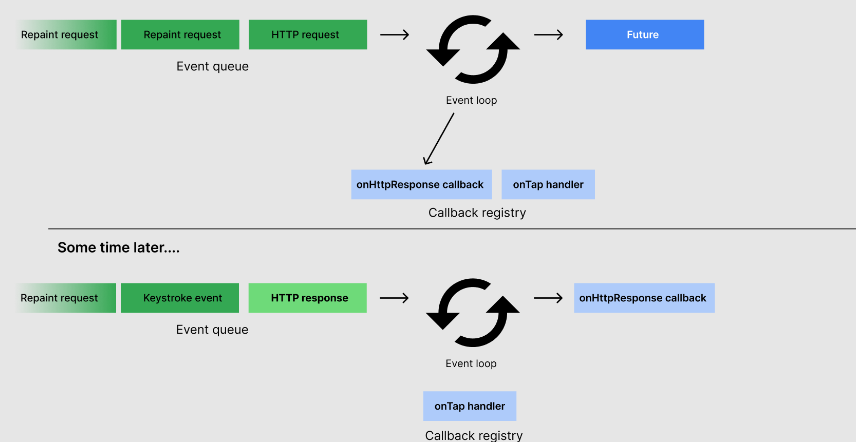 Repaint request Repaint request HTTP request Future
Event queue
Event loop
onHttpResponse callback onTap handler
Callback registry
Some time later....
Repaint request Keystroke event HTTP response onHttpResponse callback
Event queue
Event loop
onTap handler
Callback registry